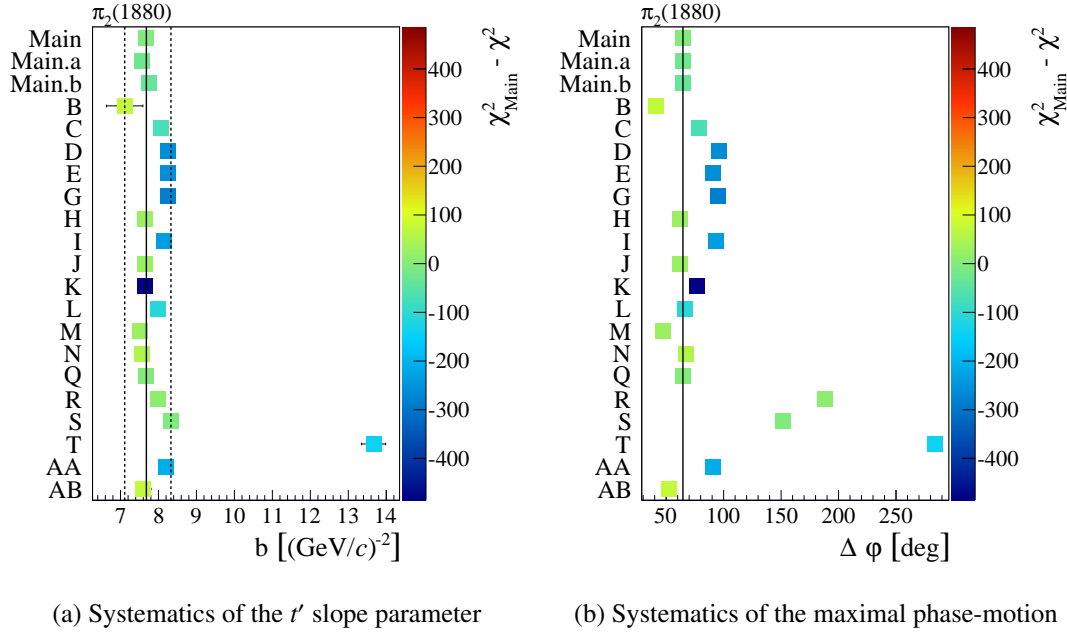 π₂(1880)
Main
Main.a
Main.b
B
C
D
E
G
H
I
J
K
L
M
N
Q
R
S
T
AA
AB
7 8 9 10 11 12 13 14
b [(GeV/c)⁻²]
400
300
200
100
0
-100
-200
-300
-400
χ²Main - χ²
(a) Systematics of the t′ slope parameter
π₂(1880)
Main
Main.a
Main.b
B
C
D
E
G
H
I
J
K
L
M
N
Q
R
S
T
AA
AB
50 100 150 200 250
Δ φ [deg]
400
300
200
100
0
-100
-200
-300
-400
χ²Main - χ²
(b) Systematics of the maximal phase-motion